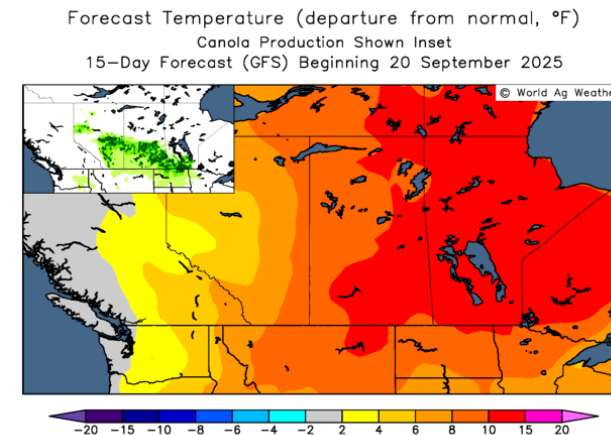 Forecast Temperature (departure from normal, °F)
Canola Production Shown Inset
15-Day Forecast (GFS) Beginning 20 September 2025
© World Ag Weathe
-20 -15 -10 -8 -6 -4 -2 2 4 6 8 10 15 20